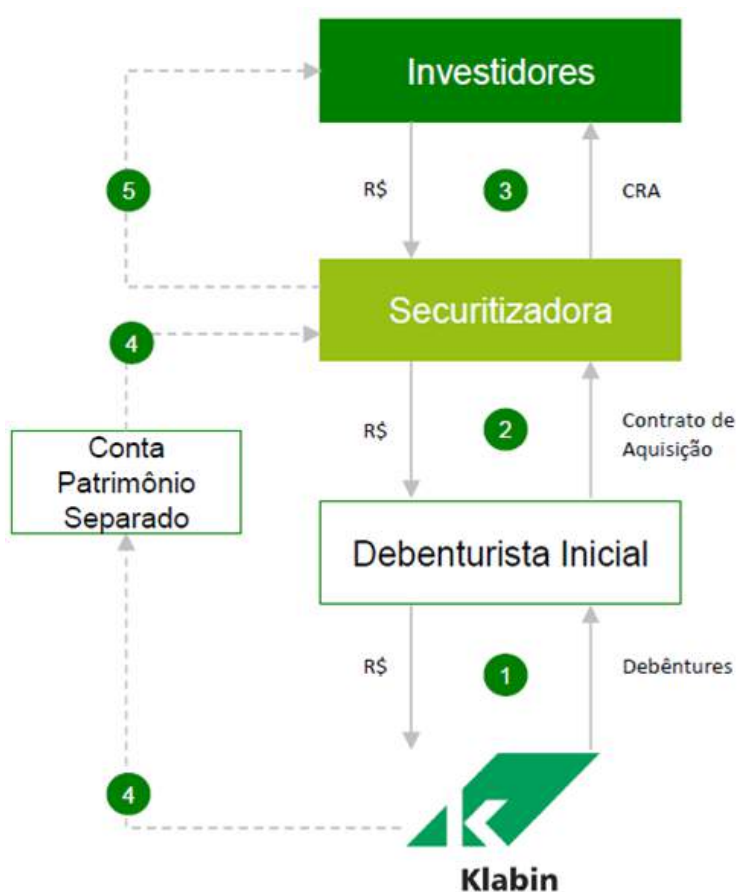 Investidores
5
R$
3
CRA
Securitizadora
4
R$
2
Contrato de
Aquisição
Conta
Patrimônio
Separado
Debenturista Inicial
R$
1
Debêntures
4
Klabin